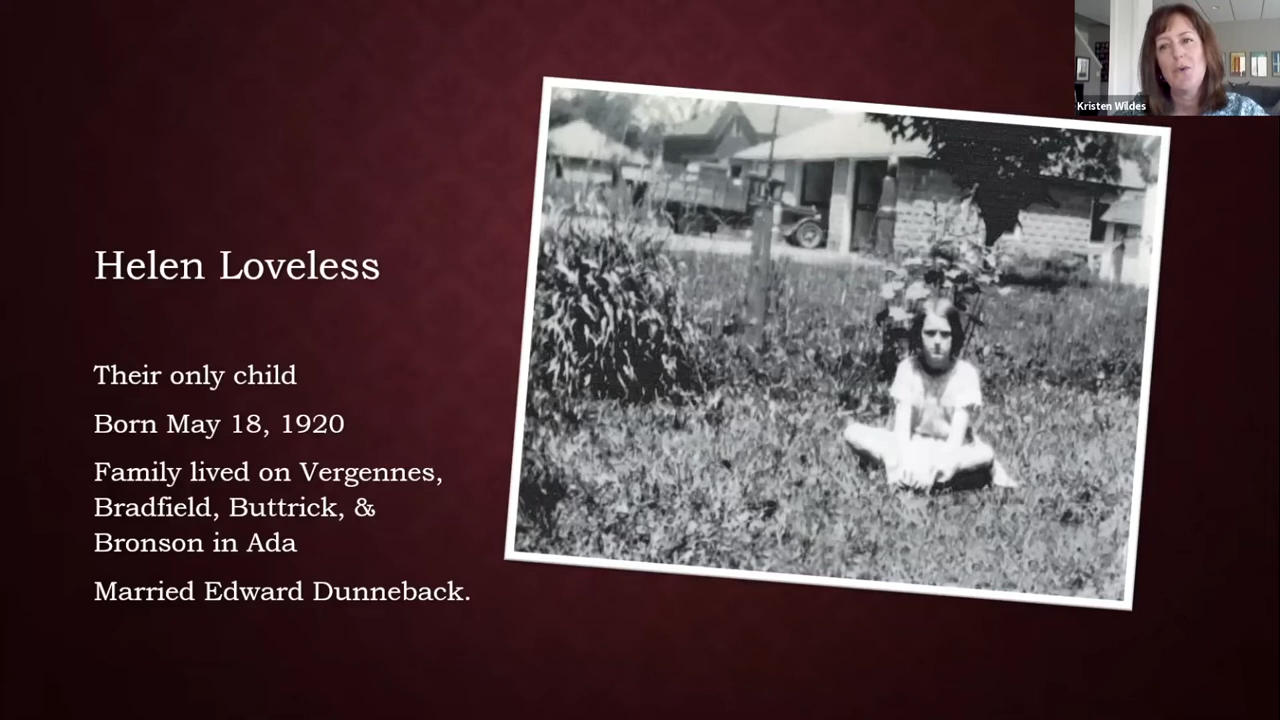 Kristen Wildes
Helen Loveless
Their only child
Born May 18, 1920
Family lived on Vergennes,
Bradfield, Buttrick, &
Bronson in Ada
Married Edward Dunneback.